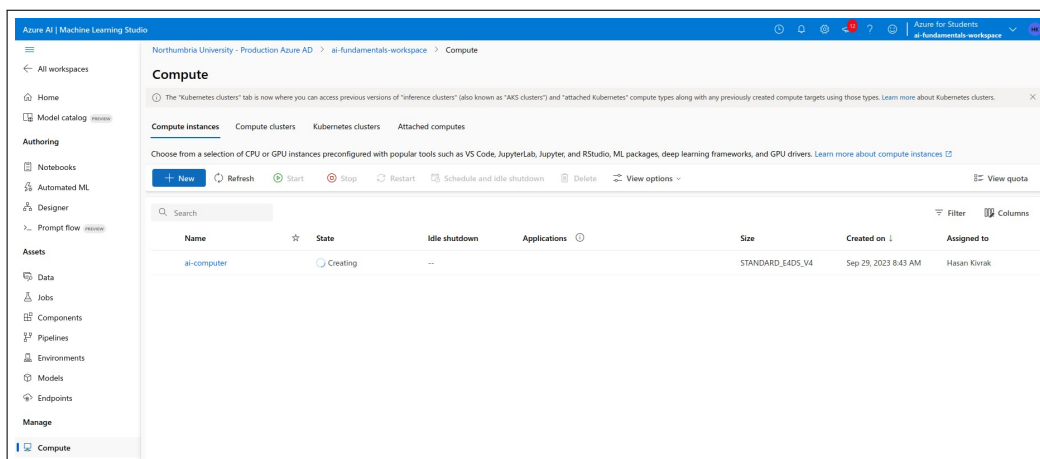 Azure AI | Machine Learning Studio
12
?
Azure for Students
ai-fundamentals-workspace
HK
All workspaces
Home
Model catalog PREVIEW
Authoring
Notebooks
Automated ML
Designer
Prompt flow PREVIEW
Assets
Data
Jobs
Components
Pipelines
Environments
Models
Endpoints
Manage
Compute
Northumbria University - Production Azure AD > ai-fundamentals-workspace > Compute
Compute
The "Kubernetes clusters" tab is now where you can access previous versions of "inference clusters" (also known as "AKS clusters") and "attached Kubernetes" compute types along with any previously created compute targets using those types. Learn more about Kubernetes clusters.
Compute instances Compute clusters Kubernetes clusters Attached computes
Choose from a selection of CPU or GPU instances preconfigured with popular tools such as VS Code, JupyterLab, Jupyter, and RStudio, ML packages, deep learning frameworks, and GPU drivers. Learn more about compute instances
New Refresh Start Stop Restart Schedule and idle shutdown Delete View options View quota
Search Filter Columns
Name State Idle shutdown Applications Size Created on ↓ Assigned to
ai-computer Creating -- STANDARD_E4DS_V4 Sep 29, 2023 8:43 AM Hasan Kivrak